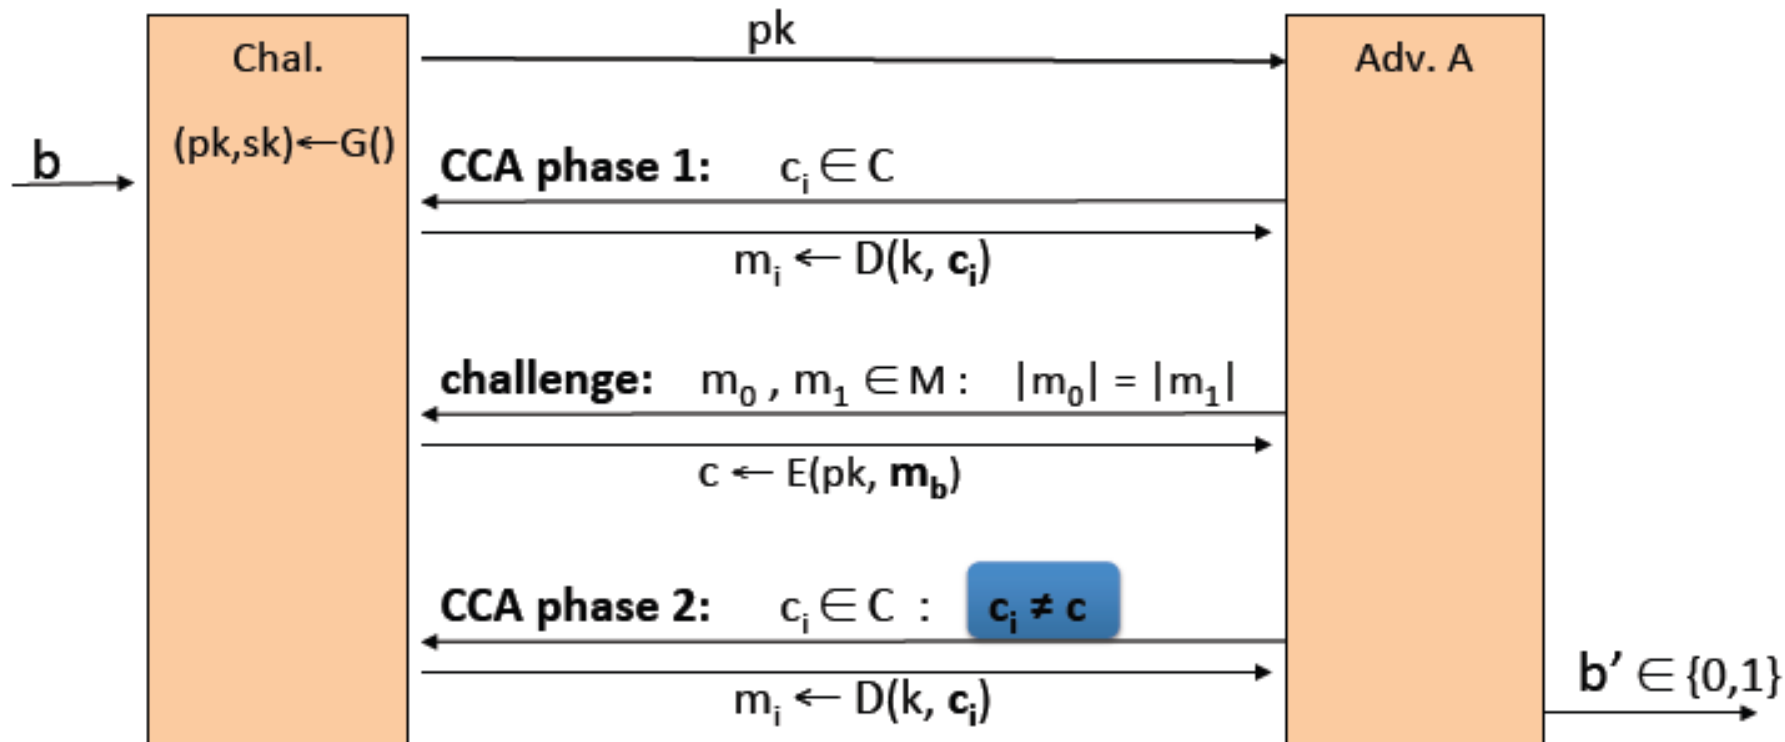 pk
Chal.
Adv. A
(pk,sk)←G()
b
CCA phase 1: cᵢ ∈ C
mᵢ ← D(k, cᵢ)
challenge: m₀ , m₁ ∈ M : |m₀| = |m₁|
c ← E(pk, m_b)
CCA phase 2: cᵢ ∈ C : cᵢ ≠ c
mᵢ ← D(k, cᵢ)
b’ ∈ {0,1}